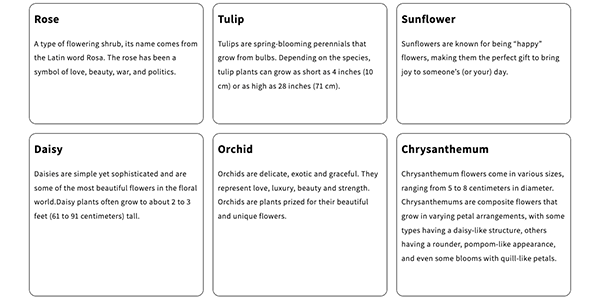 Rose
A type of flowering shrub, its name comes from
the Latin word Rosa. The rose has been a
symbol of love, beauty, war, and politics.
Tulip
Tulips are spring-blooming perennials that
grow from bulbs. Depending on the species,
tulip plants can grow as short as 4 inches (10
cm) or as high as 28 inches (71 cm).
Sunflower
Sunflowers are known for being “happy”
flowers, making them the perfect gift to bring
joy to someone’s (or your) day.
Daisy
Daisies are simple yet sophisticated and are
some of the most beautiful flowers in the floral
world.Daisy plants often grow to about 2 to 3
feet (61 to 91 centimeters) tall.
Orchid
Orchids are delicate, exotic and graceful. They
represent love, luxury, beauty and strength.
Orchids are plants prized for their beautiful
and unique flowers.
Chrysanthemum
Chrysanthemum flowers come in various sizes,
ranging from 5 to 8 centimeters in diameter.
Chrysanthemums are composite flowers that
grow in varying petal arrangements, with some
types having a daisy-like structure, others
having a rounder, pompom-like appearance,
and even some blooms with quill-like petals.